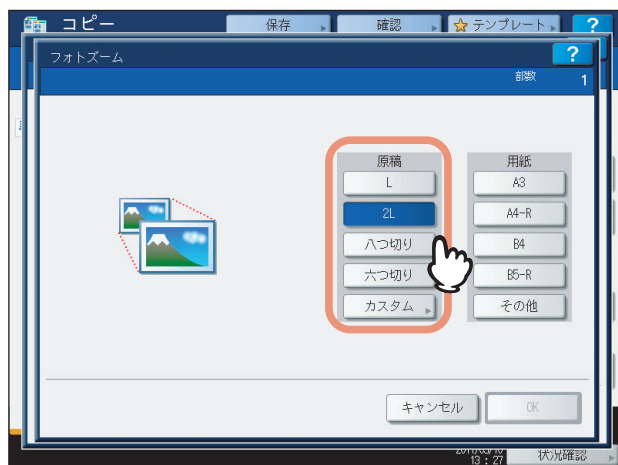 コピー
保存
確認
テンプレート
?
フォトズーム
?
部数 1
原稿
L
2L
八つ切り
六つ切り
カスタム
用紙
A3
A4-R
B4
B5-R
その他
キャンセル
OK
13:27
状況確認